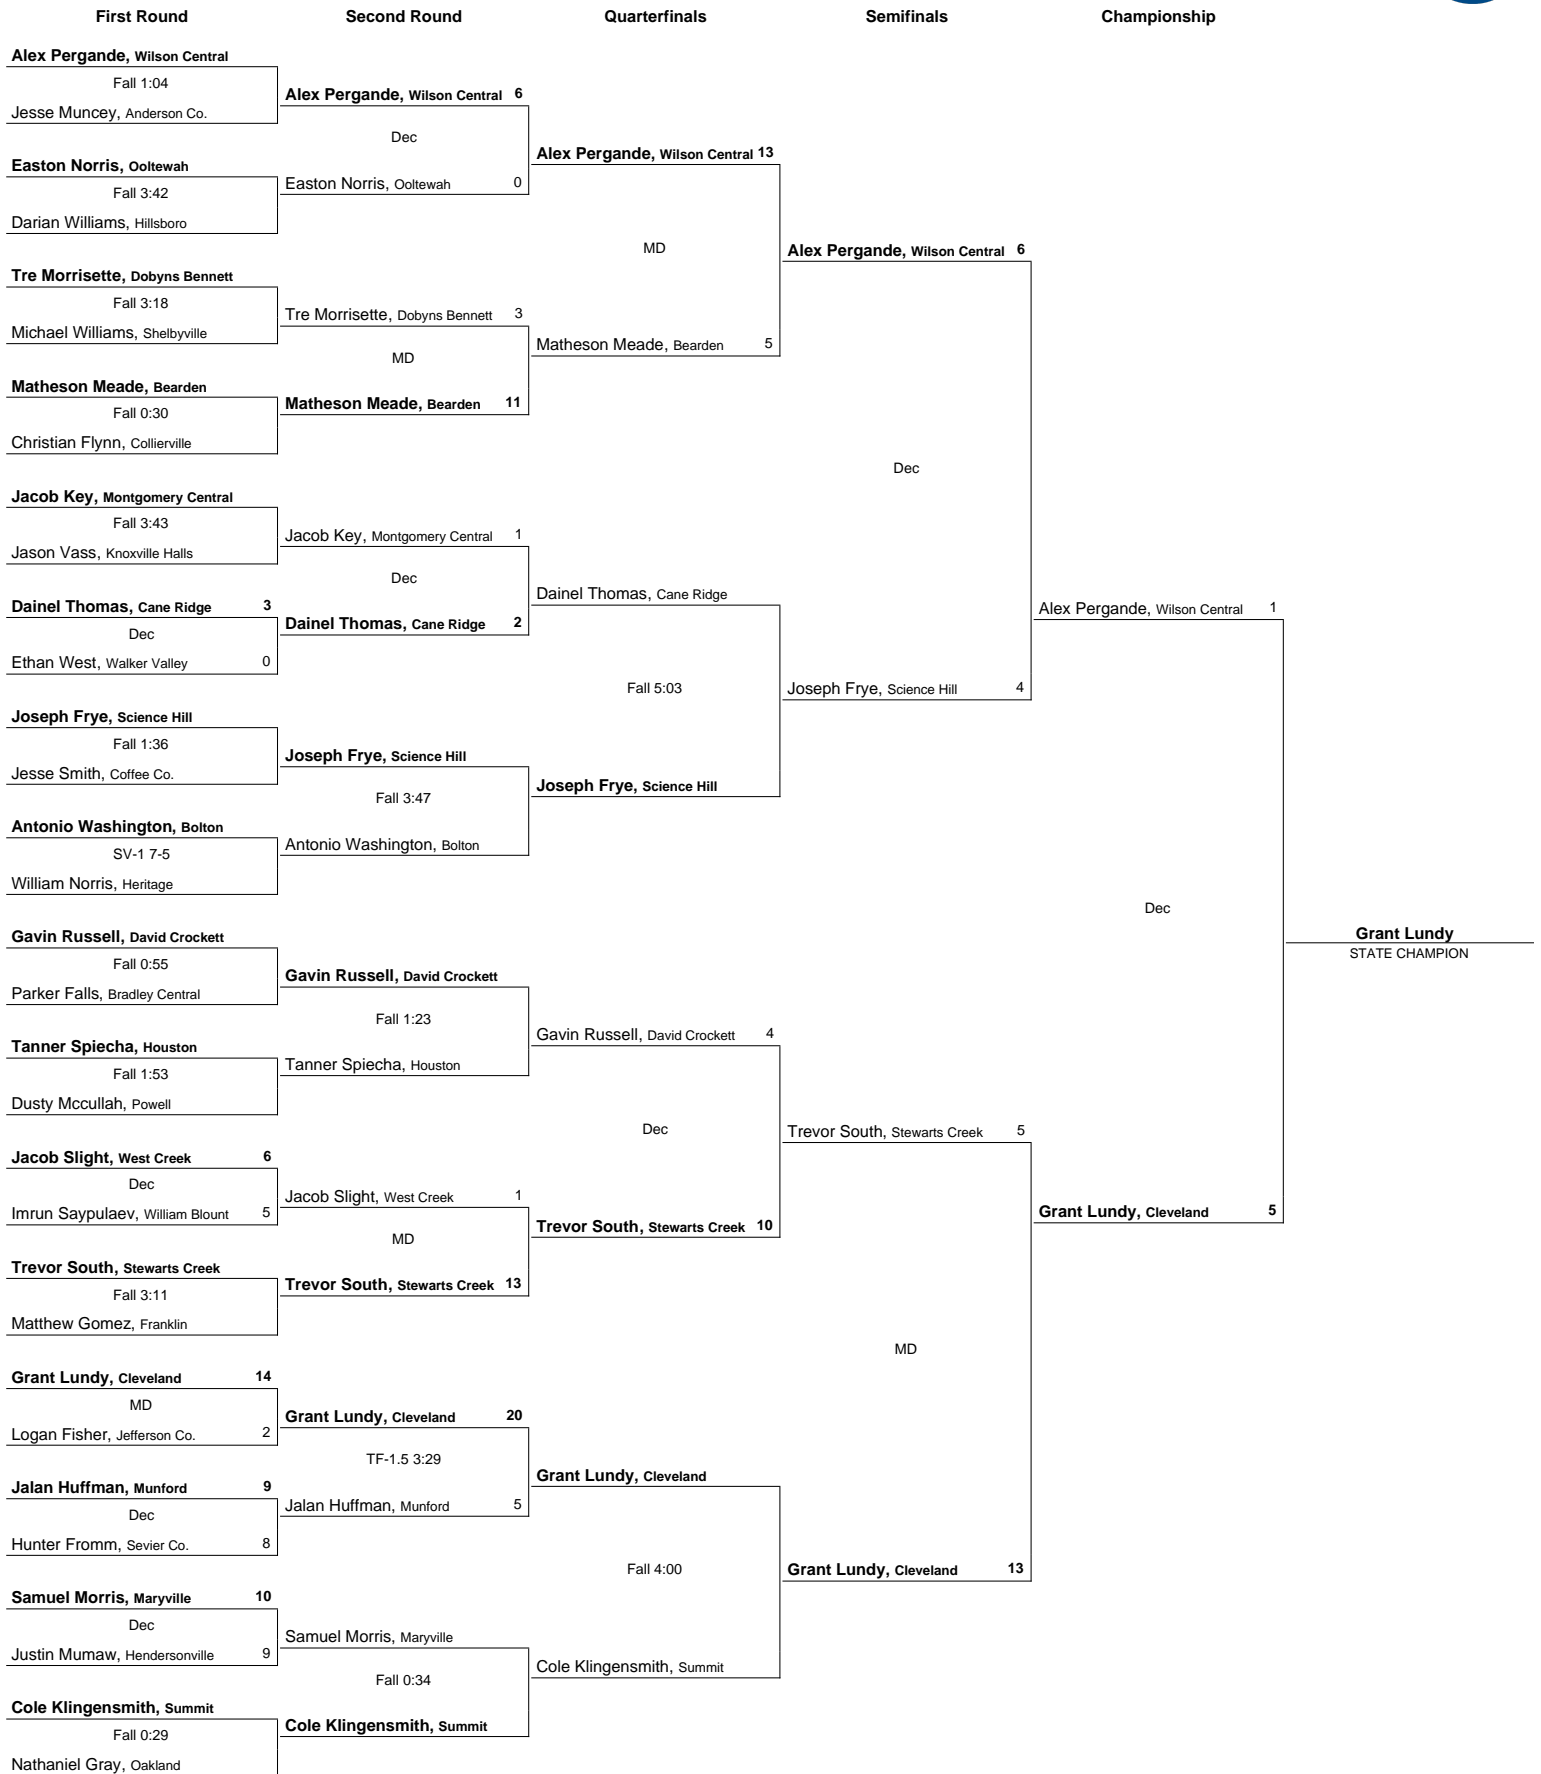 First Round Second Round Quarterfinals Semifinals Championship
Alex Pergande, Wilson Central
Fall 1:04
Jesse Muncey, Anderson Co.
Easton Norris, Ooltewah
Fall 3:42
Darian Williams, Hillsboro
Tre Morrisette, Dobyns Bennett
Fall 3:18
Michael Williams, Shelbyville
Matheson Meade, Bearden
Fall 0:30
Christian Flynn, Collierville
Jacob Key, Montgomery Central
Fall 3:43
Jason Vass, Knoxville Halls
Dainel Thomas, Cane Ridge 3
Dec
Ethan West, Walker Valley 0
Joseph Frye, Science Hill
Fall 1:36
Jesse Smith, Coffee Co.
Antonio Washington, Bolton
SV-1 7-5
William Norris, Heritage
Gavin Russell, David Crockett
Fall 0:55
Parker Falls, Bradley Central
Tanner Spiecha, Houston
Fall 1:53
Dusty Mccullah, Powell
Jacob Slight, West Creek 6
Dec
Imrun Saypulaev, William Blount 5
Trevor South, Stewarts Creek
Fall 3:11
Matthew Gomez, Franklin
Grant Lundy, Cleveland 14
MD
Logan Fisher, Jefferson Co. 2
Jalan Huffman, Munford 9
Dec
Hunter Fromm, Sevier Co. 8
Samuel Morris, Maryville 10
Dec
Justin Mumaw, Hendersonville 9
Cole Klingensmith, Summit
Fall 0:29
Nathaniel Gray, Oakland
Alex Pergande, Wilson Central 6
Dec
Easton Norris, Ooltewah 0
Tre Morrisette, Dobyns Bennett 3
MD
Matheson Meade, Bearden 11
Jacob Key, Montgomery Central 1
Dec
Dainel Thomas, Cane Ridge 2
Joseph Frye, Science Hill
Fall 3:47
Antonio Washington, Bolton
Gavin Russell, David Crockett
Fall 1:23
Tanner Spiecha, Houston
Jacob Slight, West Creek 1
MD
Trevor South, Stewarts Creek 13
Grant Lundy, Cleveland 20
TF-1.5 3:29
Jalan Huffman, Munford 5
Samuel Morris, Maryville
Fall 0:34
Cole Klingensmith, Summit
Alex Pergande, Wilson Central 13
MD
Matheson Meade, Bearden 5
Dainel Thomas, Cane Ridge
Fall 5:03
Joseph Frye, Science Hill
Gavin Russell, David Crockett 4
Dec
Trevor South, Stewarts Creek 10
Grant Lundy, Cleveland
Fall 4:00
Cole Klingensmith, Summit
Alex Pergande, Wilson Central 6
Dec
Joseph Frye, Science Hill 4
Trevor South, Stewarts Creek 5
MD
Grant Lundy, Cleveland 13
Alex Pergande, Wilson Central 1
Dec
Grant Lundy, Cleveland 5
Grant Lundy
STATE CHAMPION